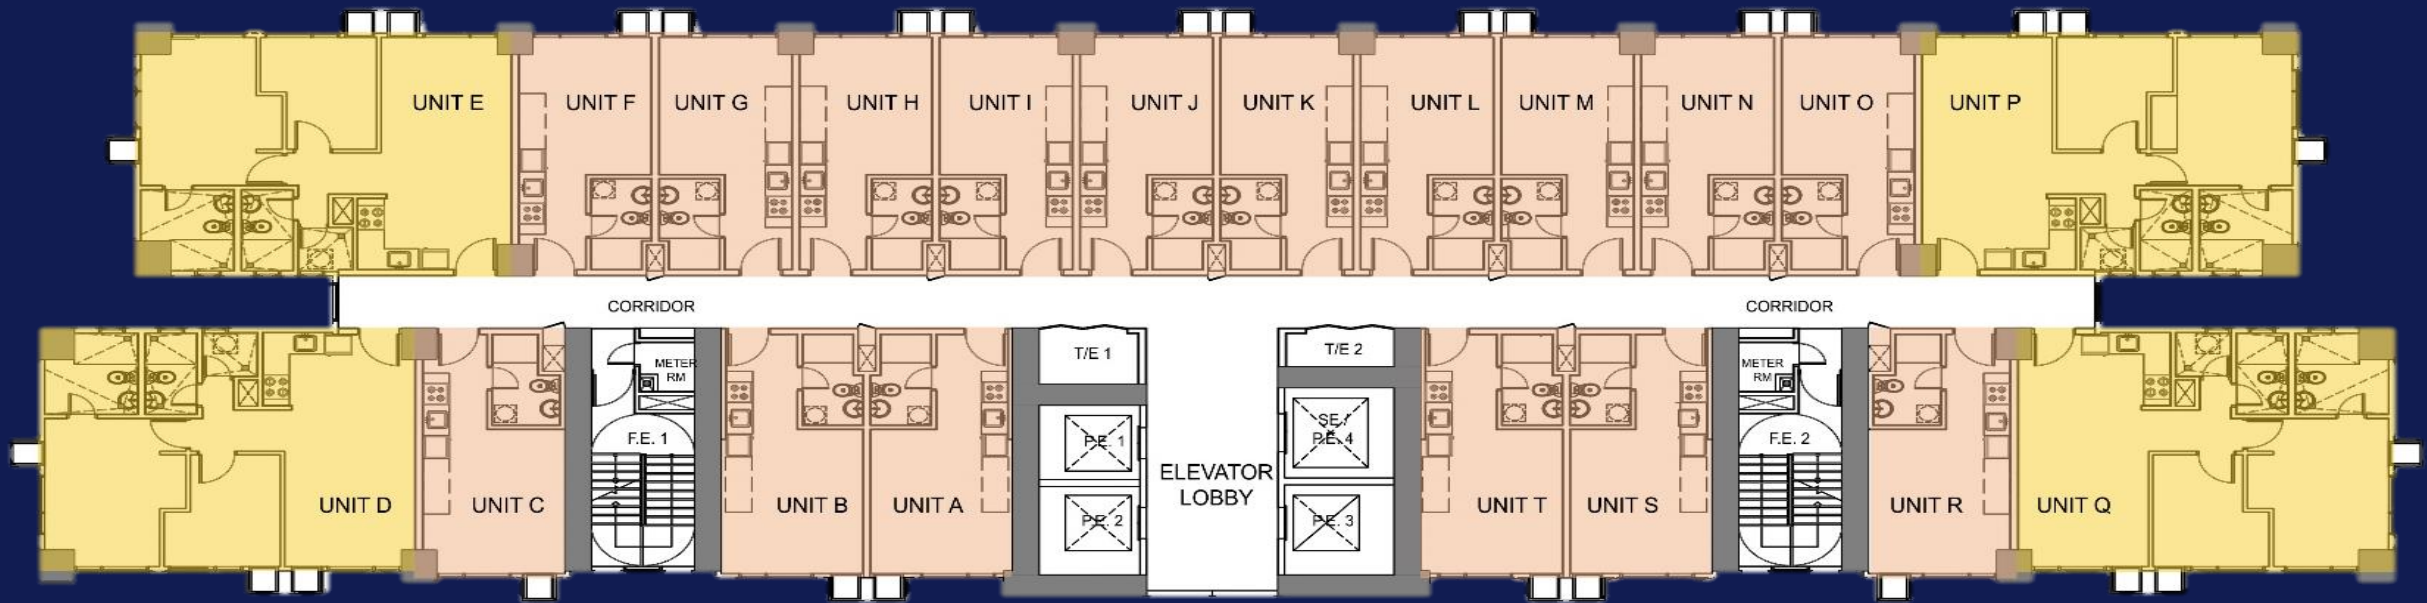 UNIT E
UNIT F
UNIT G
UNIT H
UNIT I
UNIT J
UNIT K
UNIT L
UNIT M
UNIT N
UNIT O
UNIT P
CORRIDOR
CORRIDOR
METER
RM
T/E 1
T/E 2
METER
RM
F.E. 1
P.E. 1
SE /
P.E. 4
F.E. 2
ELEVATOR
LOBBY
UNIT D
UNIT C
UNIT B
UNIT A
P.E. 2
P.E. 3
UNIT T
UNIT S
UNIT R
UNIT Q